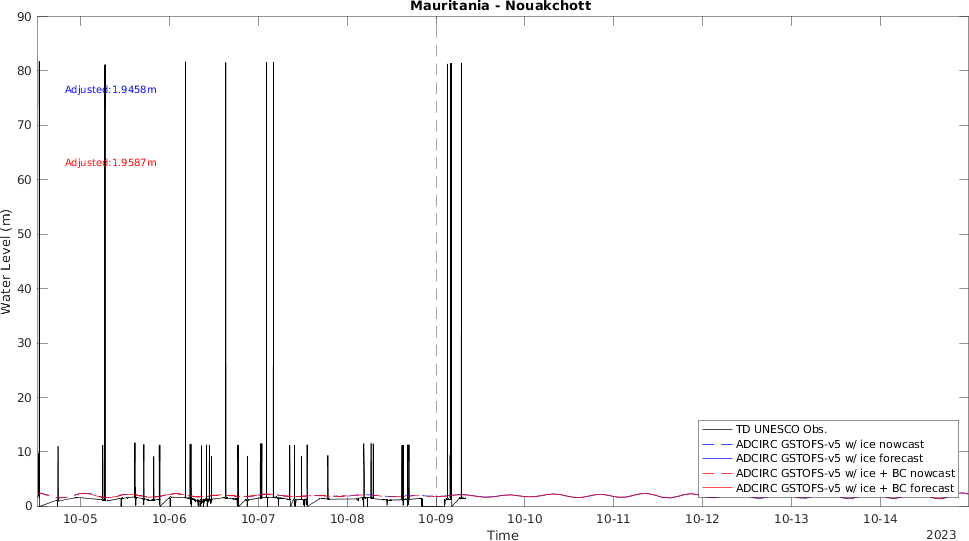 Mauritania - Nouakchott
90
80
70
60
50
40
30
20
10
0
Water Level (m)
Adjusted:1.9458m
Adjusted:1.9587m
TD UNESCO Obs.
ADCIRC GSTOFS-v5 w/ ice nowcast
ADCIRC GSTOFS-v5 w/ ice forecast
ADCIRC GSTOFS-v5 w/ ice + BC nowcast
ADCIRC GSTOFS-v5 w/ ice + BC forecast
10-05 10-06 10-07 10-08 10-09 10-10 10-11 10-12 10-13 10-14
Time
2023